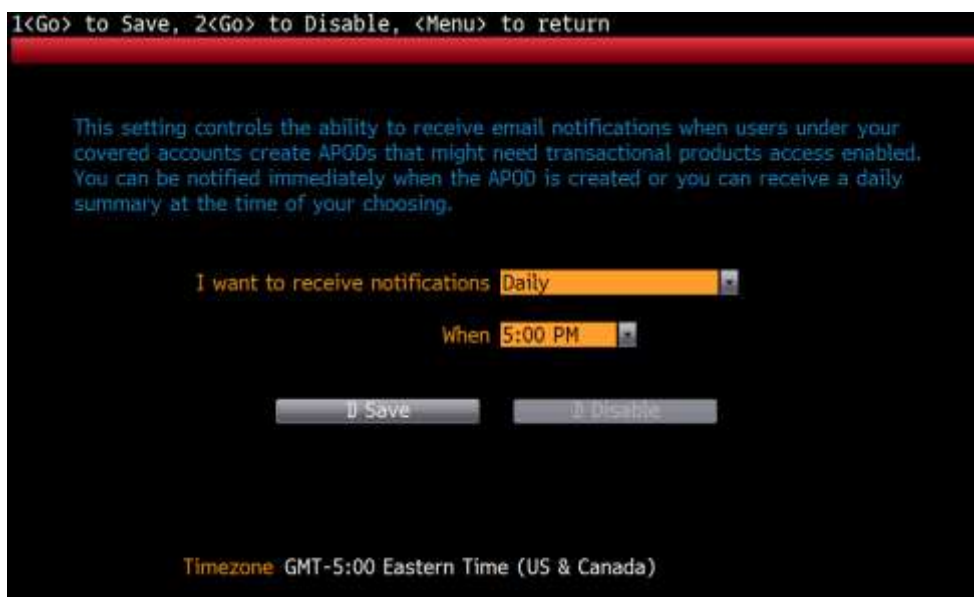 1<Go> to Save, 2<Go> to Disable, <Menu> to return
This setting controls the ability to receive email notifications when users under your
covered accounts create APODs that might need transactional products access enabled.
You can be notified immediately when the APOD is created or you can receive a daily
summary at the time of your choosing.
I want to receive notifications Daily
When 5:00 PM
1) Save 2) Disable
Timezone GMT-5:00 Eastern Time (US & Canada)